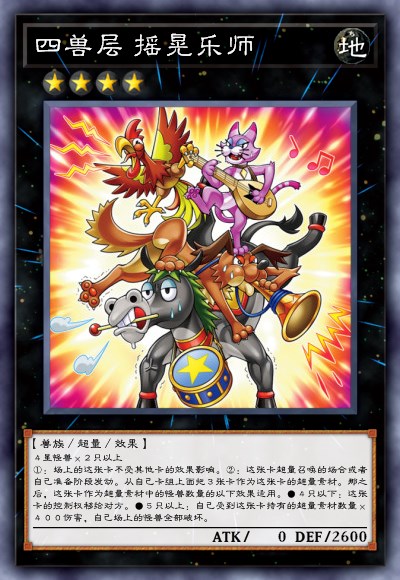 四兽层 摇晃乐师
地
【兽族/超量/效果】
4星怪兽×2只以上
①：场上的这张卡不受其他卡的效果影响。②：这张卡超量召唤的场合或者
自己准备阶段发动。从自己卡组上面把3张卡作为这张卡的超量素材。那之
后，这张卡作为超量素材中的怪兽数量的以下效果适用。●4只以下：这张
卡的控制权移给对方。●5只以上：自己受到这张卡持有的超量素材数量×
400伤害，自己场上的怪兽全部破坏。
ATK/ 0 DEF/2600